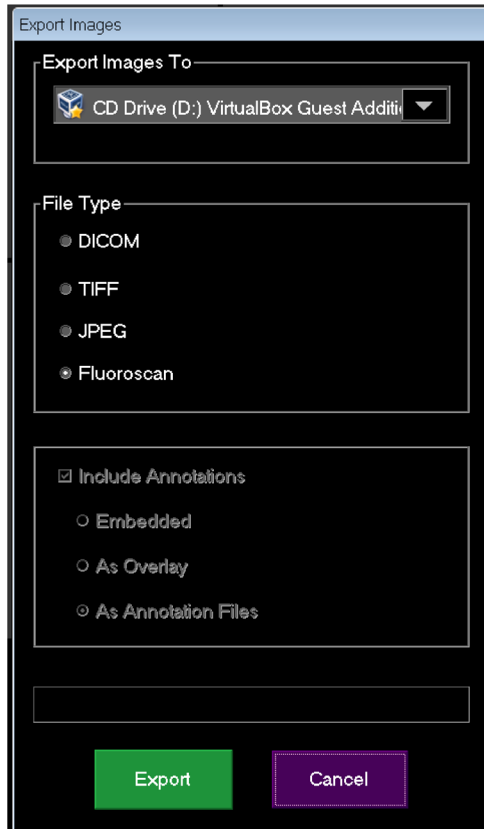 Export Images
Export Images To
CD Drive (D:) VirtualBox Guest Additi
File Type
DICOM
TIFF
JPEG
Fluoroscan
Include Annotations
Embedded
As Overlay
As Annotation Files
Export
Cancel